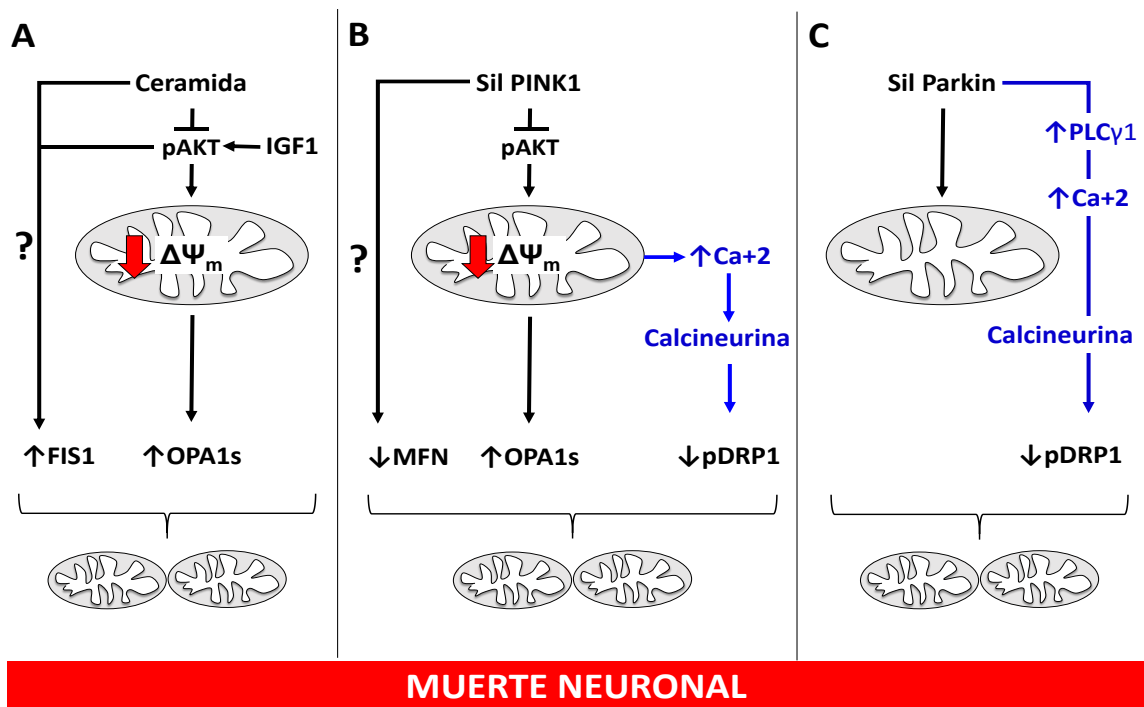 A
Ceramida
pAKT
IGF1
?
ΔΨm
↑FIS1
↑OPA1s
B
Sil PINK1
pAKT
?
ΔΨm
↑Ca+2
Calcineurina
↓MFN
↑OPA1s
↓pDRP1
C
Sil Parkin
↑PLCγ1
↑Ca+2
Calcineurina
↓pDRP1
MUERTE NEURONAL